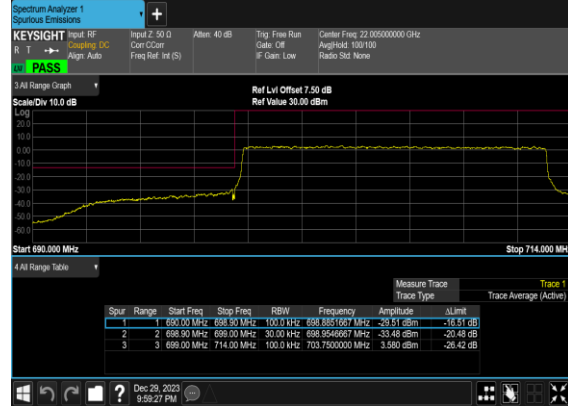 Spectrum Analyzer 1
Spurious Emissions
KEYSIGHT Input: RF Input Z: 50 Ω Atten: 40 dB Trig: Free Run Center Freq: 22.005000000 GHz
R T Coupling: DC Corr CCorr Gate: Off Avg|Hold: 100/100
Align: Auto Freq Ref: Int (S) IF Gain: Low Radio Std: None
PASS
3 All Range Graph
Ref Lvl Offset 7.50 dB
Scale/Div 10.0 dB Ref Value 30.00 dBm
Log
20.0
10.0
0.00
-10.0
-20.0
-30.0
-40.0
-50.0
-60.0
Start 690.000 MHz Stop 714.000 MH
4 All Range Table
Measure Trace Trace 1
Trace Type Trace Average (Active)
Spur Range Start Freq Stop Freq RBW Frequency Amplitude ΔLimit
1 1 690.00 MHz 698.90 MHz 100.0 kHz 698.8851667 MHz -29.51 dBm -16.51 dB
2 2 698.90 MHz 699.00 MHz 30.00 kHz 698.9546667 MHz -33.48 dBm -20.48 dB
3 3 699.00 MHz 714.00 MHz 100.0 kHz 703.7500000 MHz 3.580 dBm -26.42 dB
?
Dec 29, 2023
9:59:27 PM